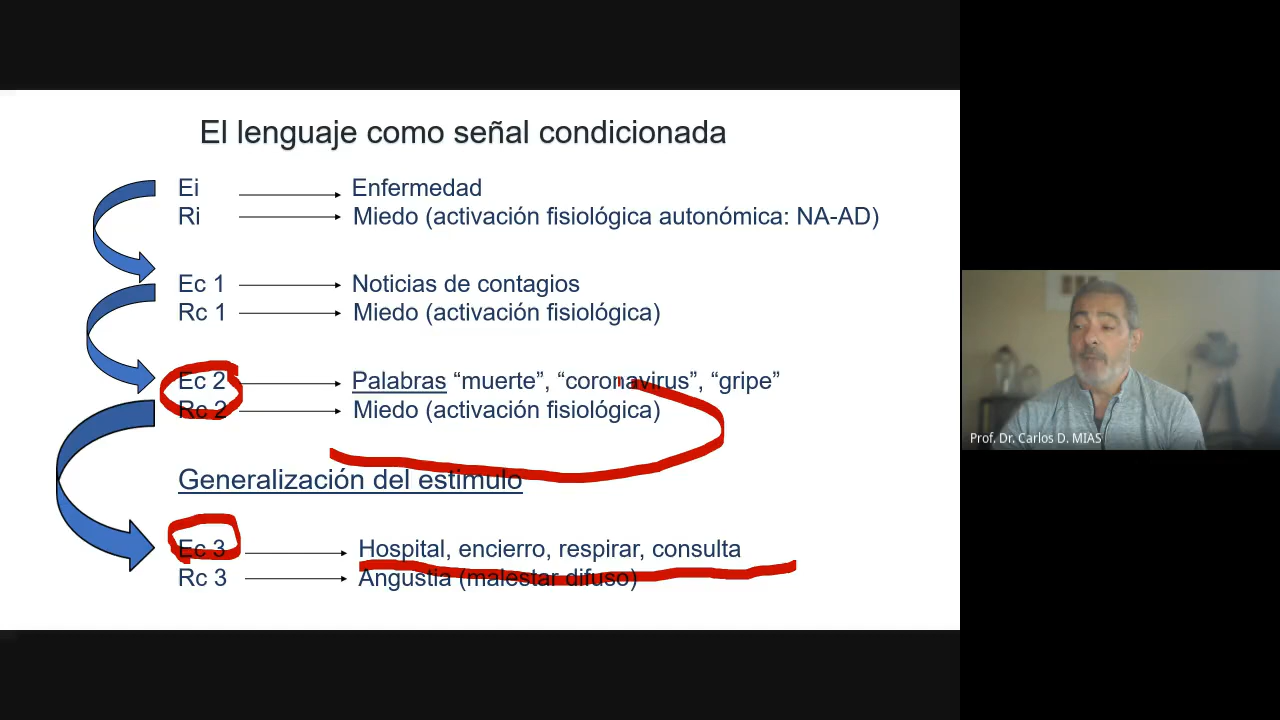 El lenguaje como señal condicionada
Ei Enfermedad
Ri Miedo (activación fisiológica autonómica: NA-AD)
Ec 1 Noticias de contagios
Rc 1 Miedo (activación fisiológica)
Ec 2 Palabras “muerte”, “coronavirus”, “gripe”
Rc 2 Miedo (activación fisiológica)
Generalización del estimulo
Ec 3 Hospital, encierro, respirar, consulta
Rc 3 Angustia (malestar difuso)
Prof. Dr. Carlos D. MIAS